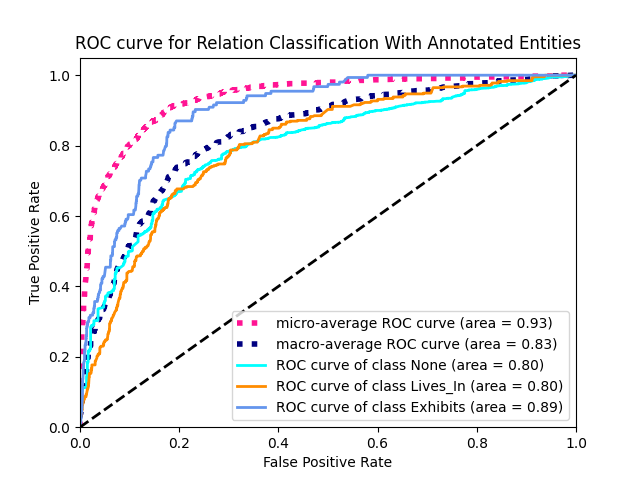 ROC curve for Relation Classification With Annotated Entities
True Positive Rate
1.0
0.8
0.6
0.4
0.2
0.0
micro-average ROC curve (area = 0.93)
macro-average ROC curve (area = 0.83)
ROC curve of class None (area = 0.80)
ROC curve of class Lives_In (area = 0.80)
ROC curve of class Exhibits (area = 0.89)
0.0 0.2 0.4 0.6 0.8 1.0
False Positive Rate